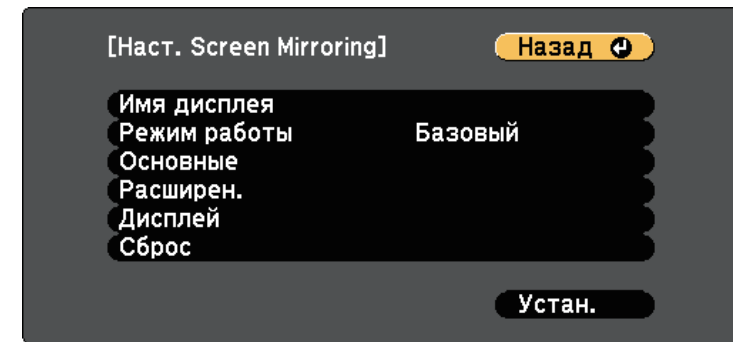 [Наст. Screen Mirroring] Назад
Имя дисплея
Режим работы Базовый
Основные
Расширен.
Дисплей
Сброс
Устан.